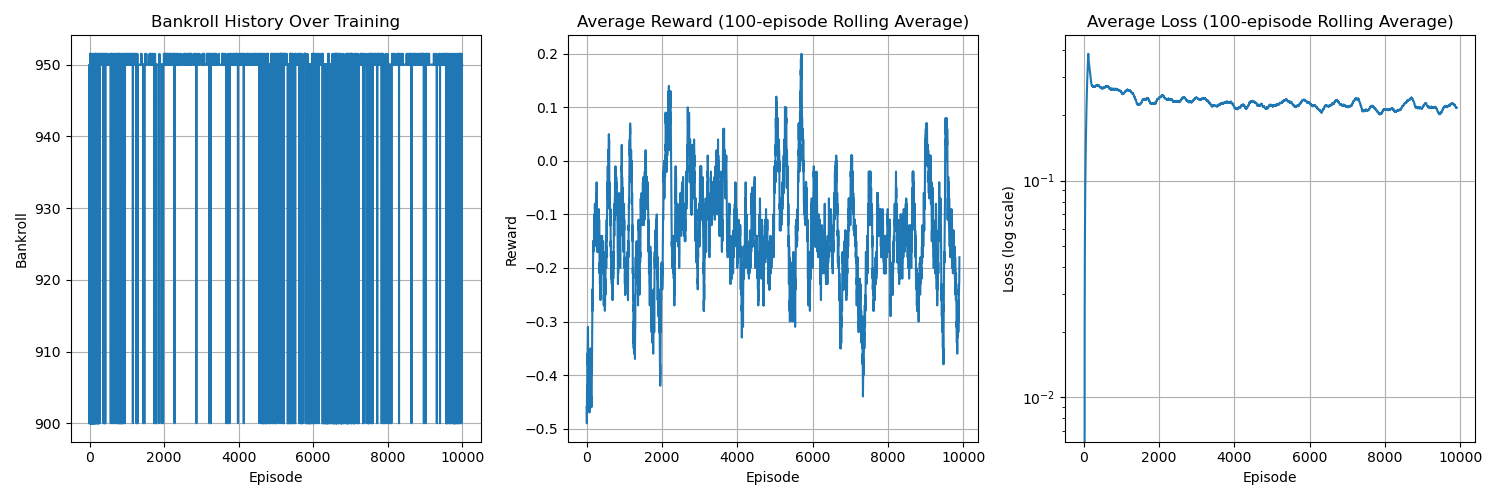 Bankroll History Over Training
Bankroll
950
940
930
920
910
900
0 2000 4000 6000 8000 10000
Episode
Average Reward (100-episode Rolling Average)
Reward
0.2
0.1
0.0
−0.1
−0.2
−0.3
−0.4
−0.5
0 2000 4000 6000 8000 10000
Episode
Average Loss (100-episode Rolling Average)
Loss (log scale)
10⁻¹
10⁻²
0 2000 4000 6000 8000 10000
Episode